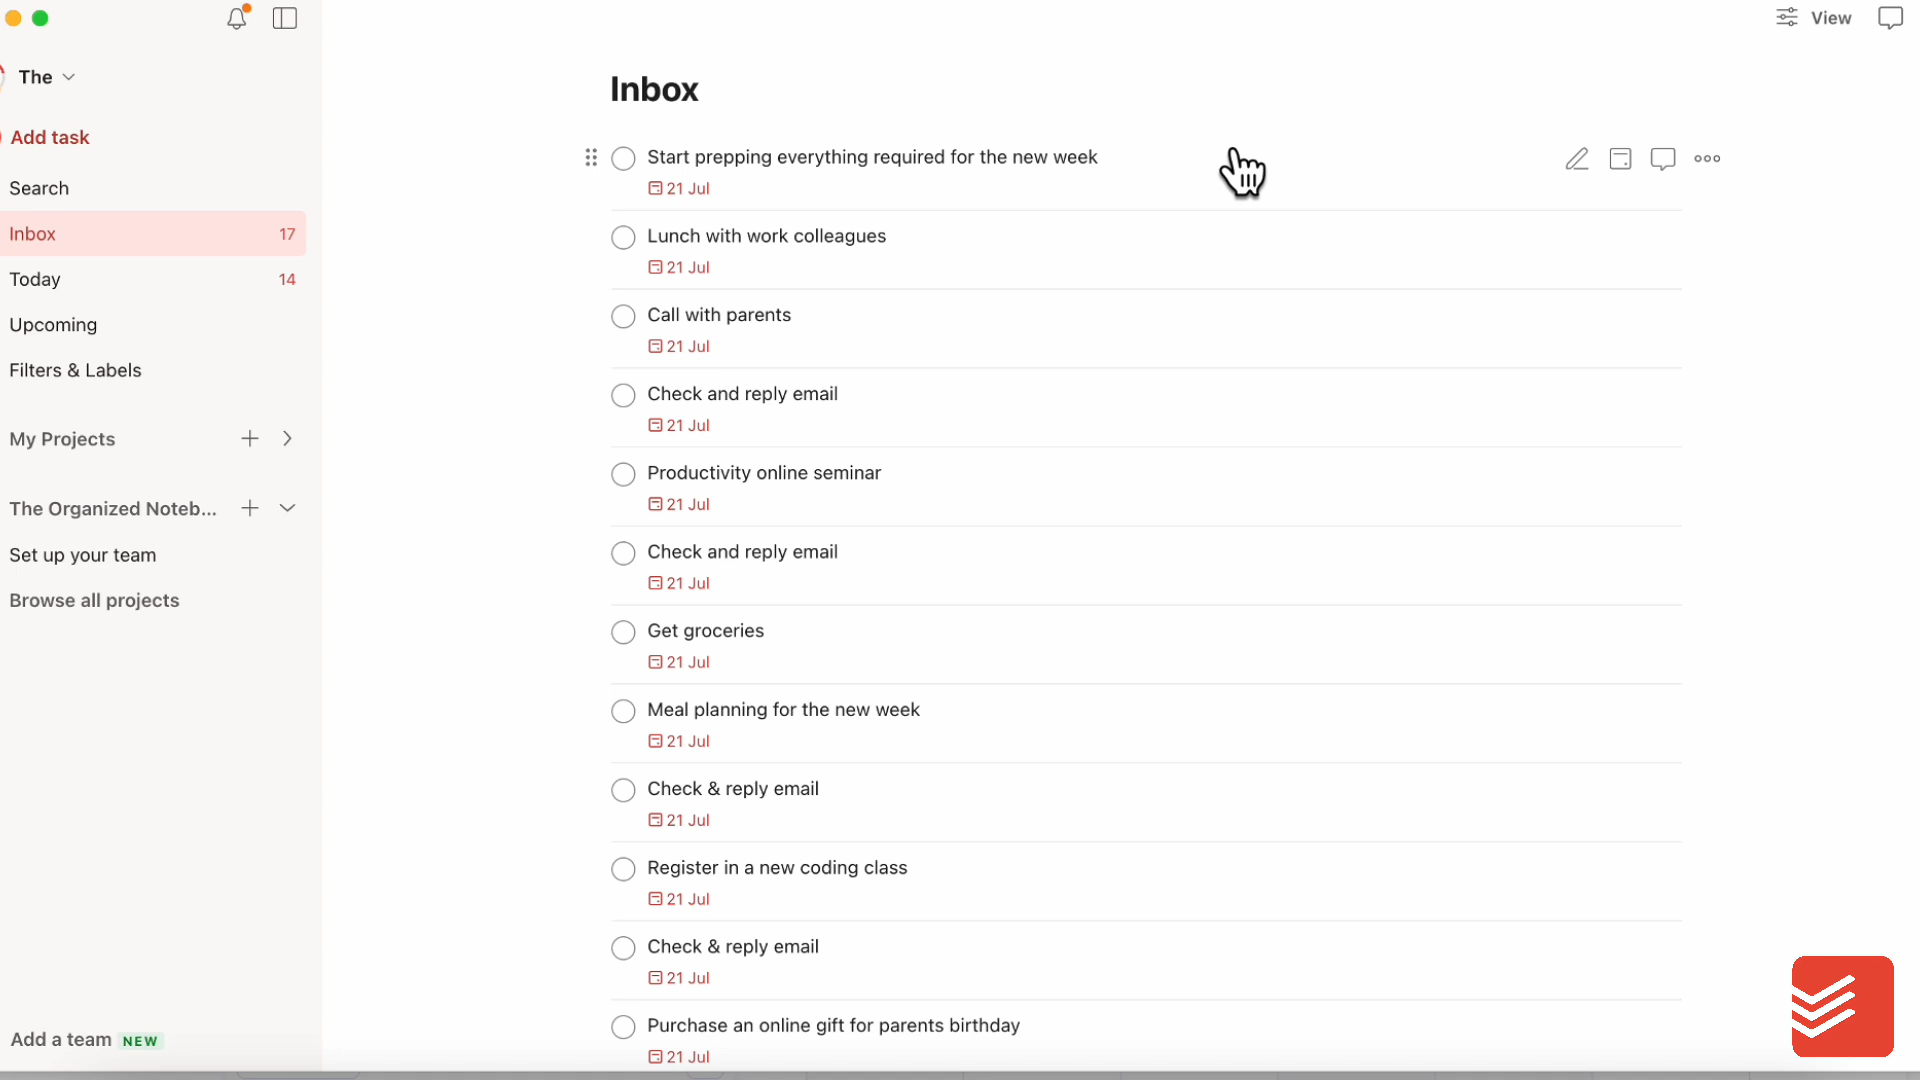 View
The
Add task
Search
Inbox 17
Today 14
Upcoming
Filters & Labels
My Projects
The Organized Noteb...
Set up your team
Browse all projects
Add a team NEW
Inbox
Start prepping everything required for the new week
21 Jul
Lunch with work colleagues
21 Jul
Call with parents
21 Jul
Check and reply email
21 Jul
Productivity online seminar
21 Jul
Check and reply email
21 Jul
Get groceries
21 Jul
Meal planning for the new week
21 Jul
Check & reply email
21 Jul
Register in a new coding class
21 Jul
Check & reply email
21 Jul
Purchase an online gift for parents birthday
21 Jul